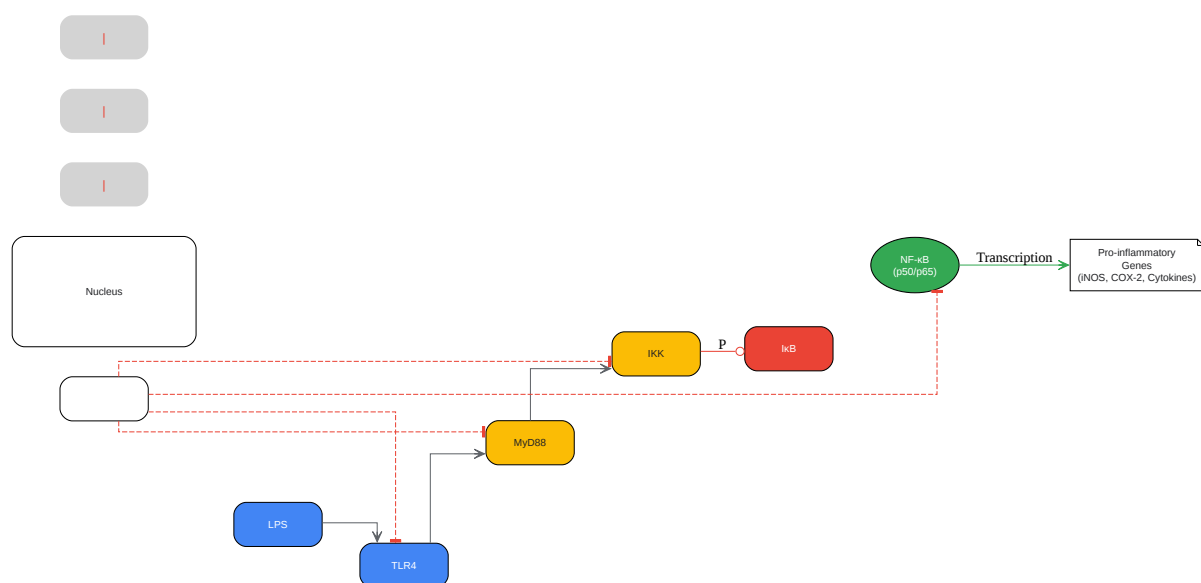 |
|
|
Nucleus
NF-κB
(p50/p65)
Transcription
Pro-inflammatory
Genes
(iNOS, COX-2, Cytokines)
IKK
P
IκB
MyD88
LPS
TLR4